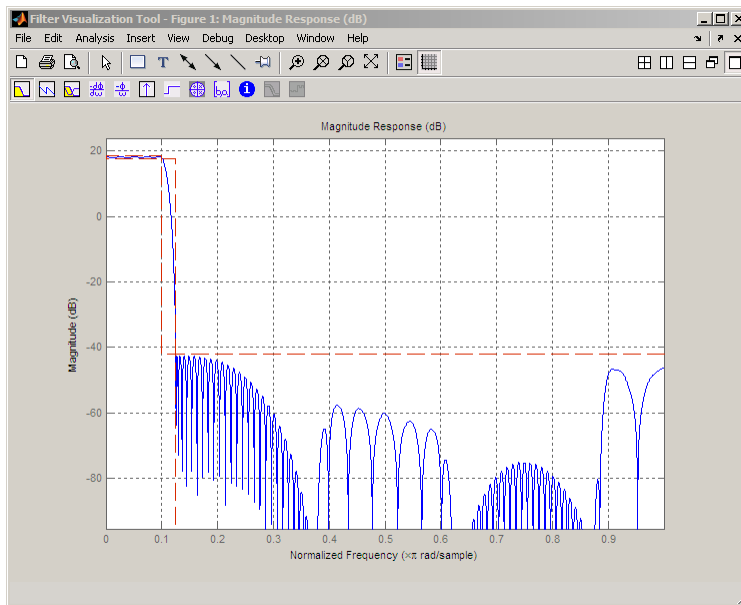 Filter Visualization Tool - Figure 1: Magnitude Response (dB)
File Edit Analysis Insert View Debug Desktop Window Help
Magnitude Response (dB)
20
0
-20
-40
-60
-80
Magnitude (dB)
0 0.1 0.2 0.3 0.4 0.5 0.6 0.7 0.8 0.9
Normalized Frequency (×π rad/sample)